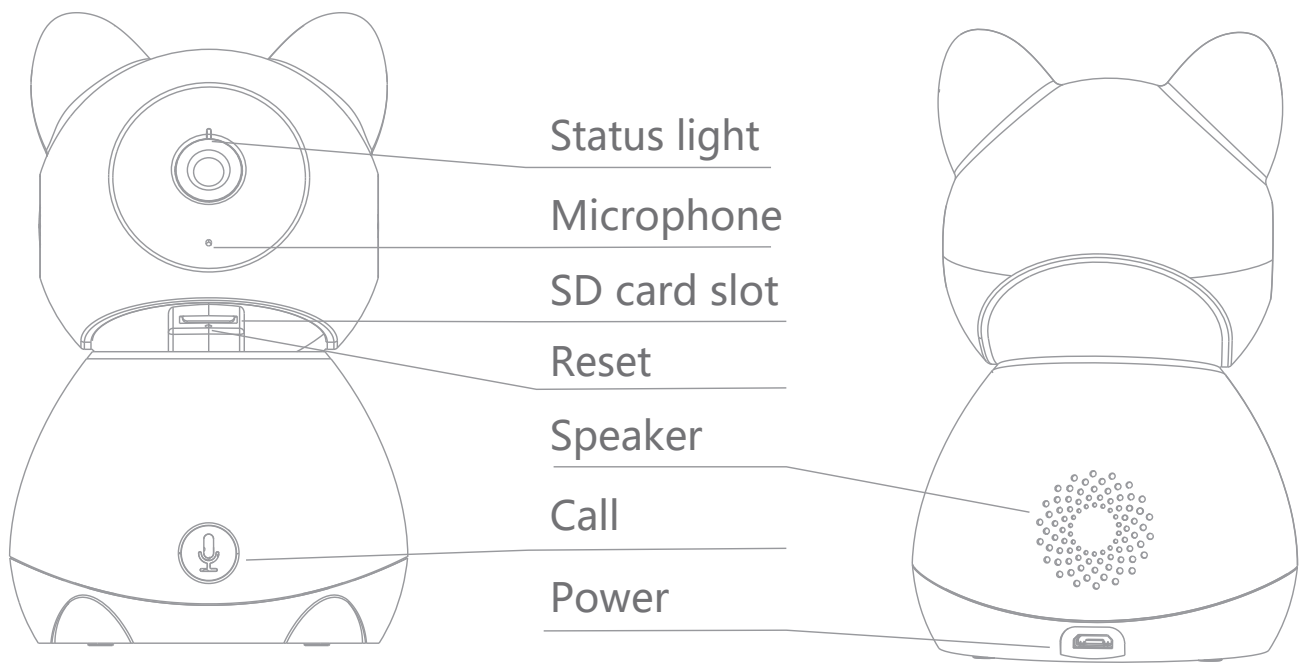 Status light
Microphone
SD card slot
Reset
Speaker
Call
Power